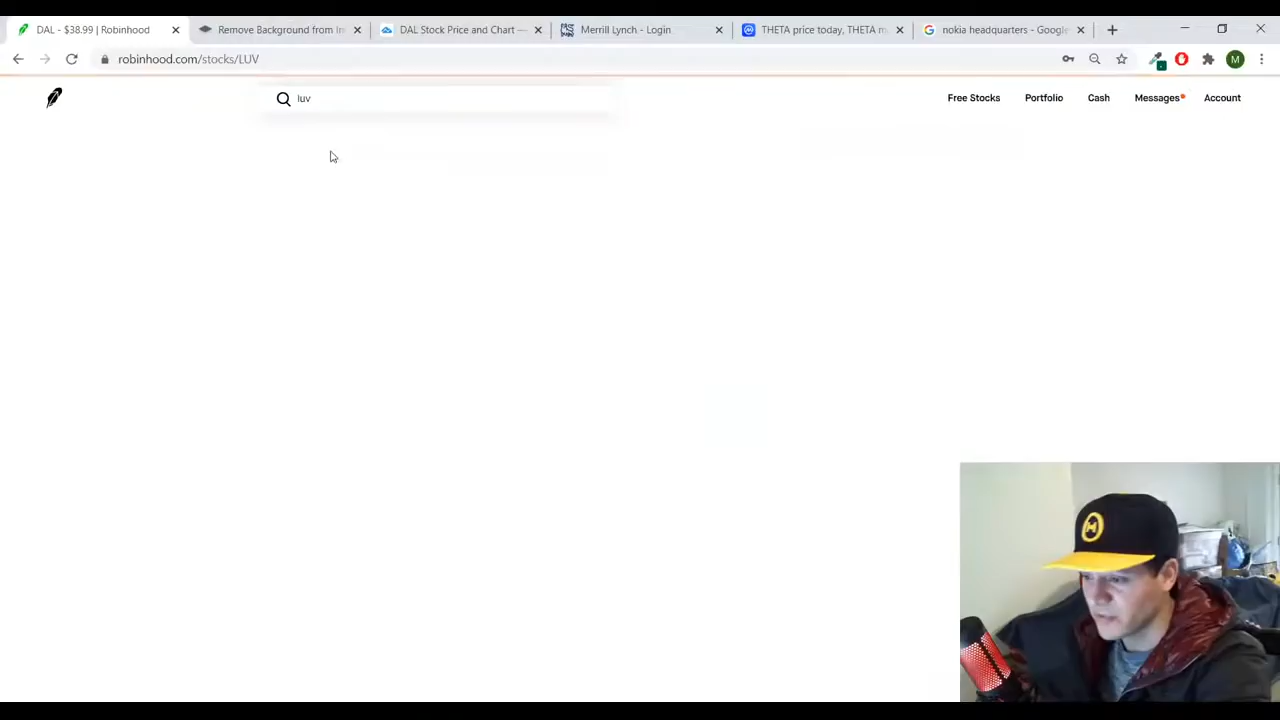 DAL - $38.99 | Robinhood
Remove Background from Im
DAL Stock Price and Chart —
Merrill Lynch - Login
THETA price today, THETA m
nokia headquarters - Google
robinhood.com/stocks/LUV
M
luv
Free Stocks
Portfolio
Cash
Messages
Account